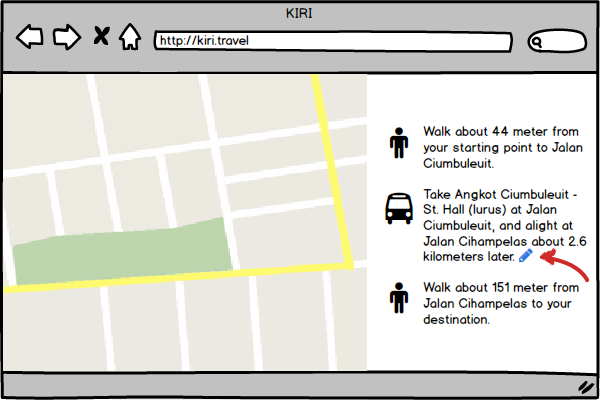 KIRI
http://kiri.travel
Walk about 44 meter from
your starting point to Jalan
Ciumbuleuit.
Take Angkot Ciumbuleuit -
St. Hall (lurus) at Jalan
Ciumbuleuit, and alight at
Jalan Cihampelas about 2.6
kilometers later.
Walk about 151 meter from
Jalan Cihampelas to your
destination.